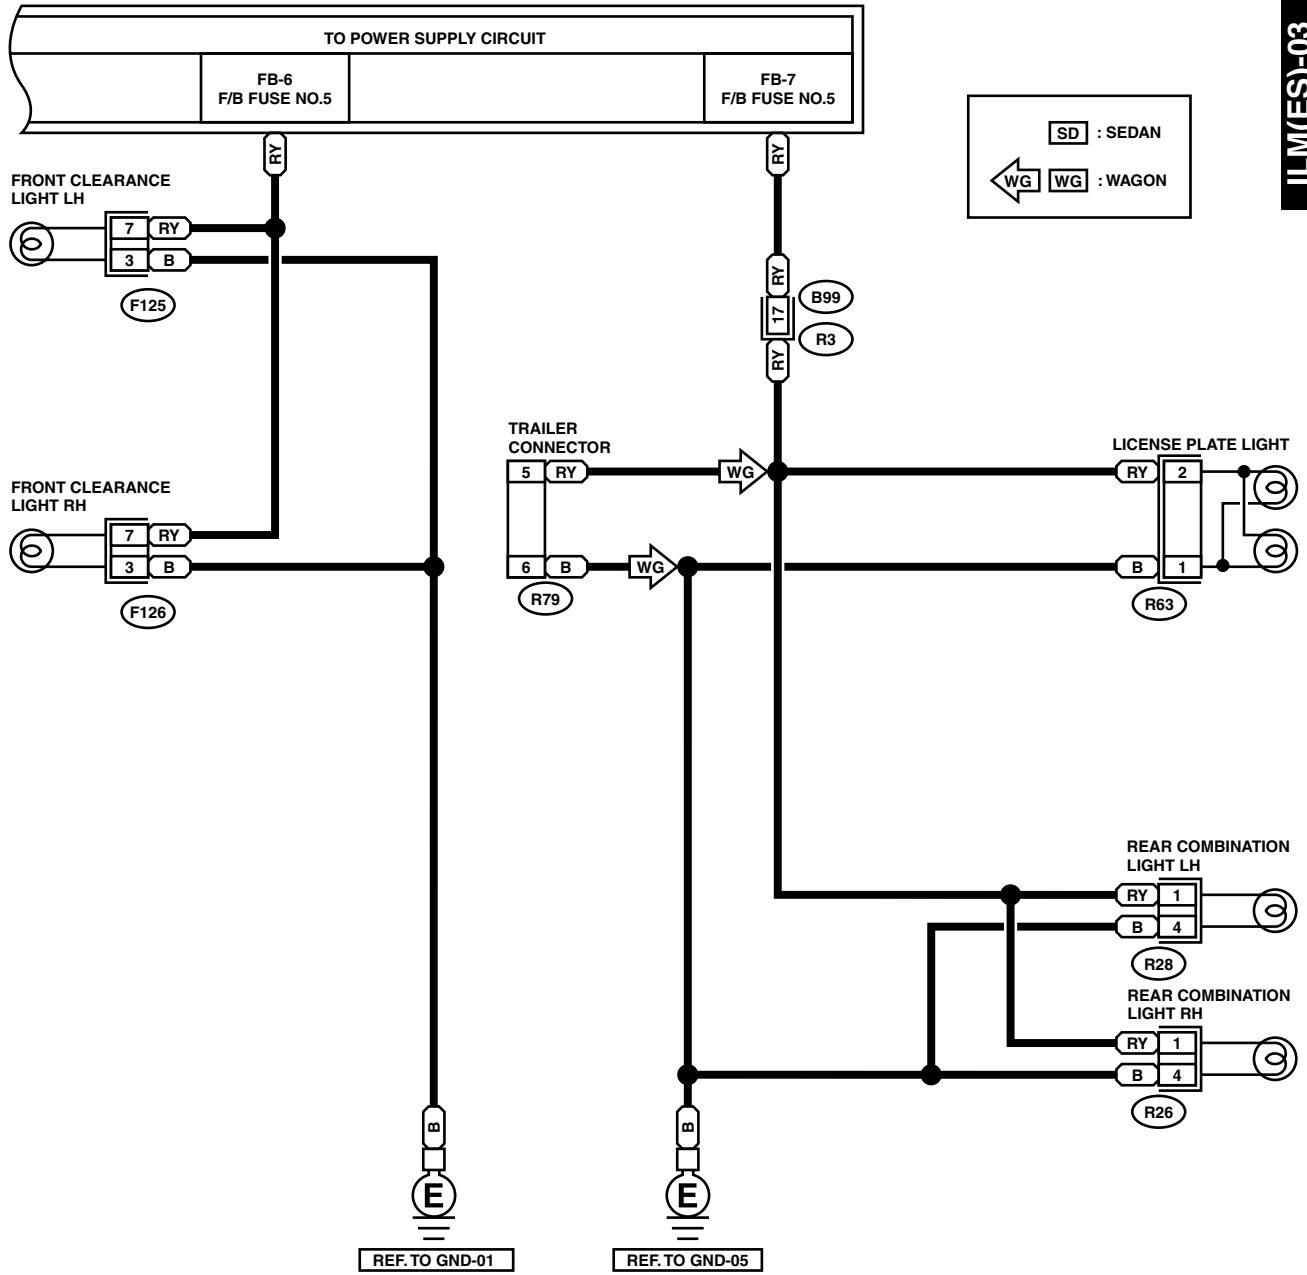 TO POWER SUPPLY CIRCUIT
FB-6
F/B FUSE NO.5
FB-7
F/B FUSE NO.5
ILM(ES)-03
SD : SEDAN
WG WG : WAGON
RY
RY
FRONT CLEARANCE
LIGHT LH
7 RY
3 B
F125
RY
17
B99
R3
RY
TRAILER
CONNECTOR
5 RY
WG
6 B
WG
R79
LICENSE PLATE LIGHT
RY 2
B 1
R63
FRONT CLEARANCE
LIGHT RH
7 RY
3 B
F126
REAR COMBINATION
LIGHT LH
RY 1
B 4
R28
REAR COMBINATION
LIGHT RH
RY 1
B 4
R26
B
E
REF. TO GND-01
B
E
REF. TO GND-05